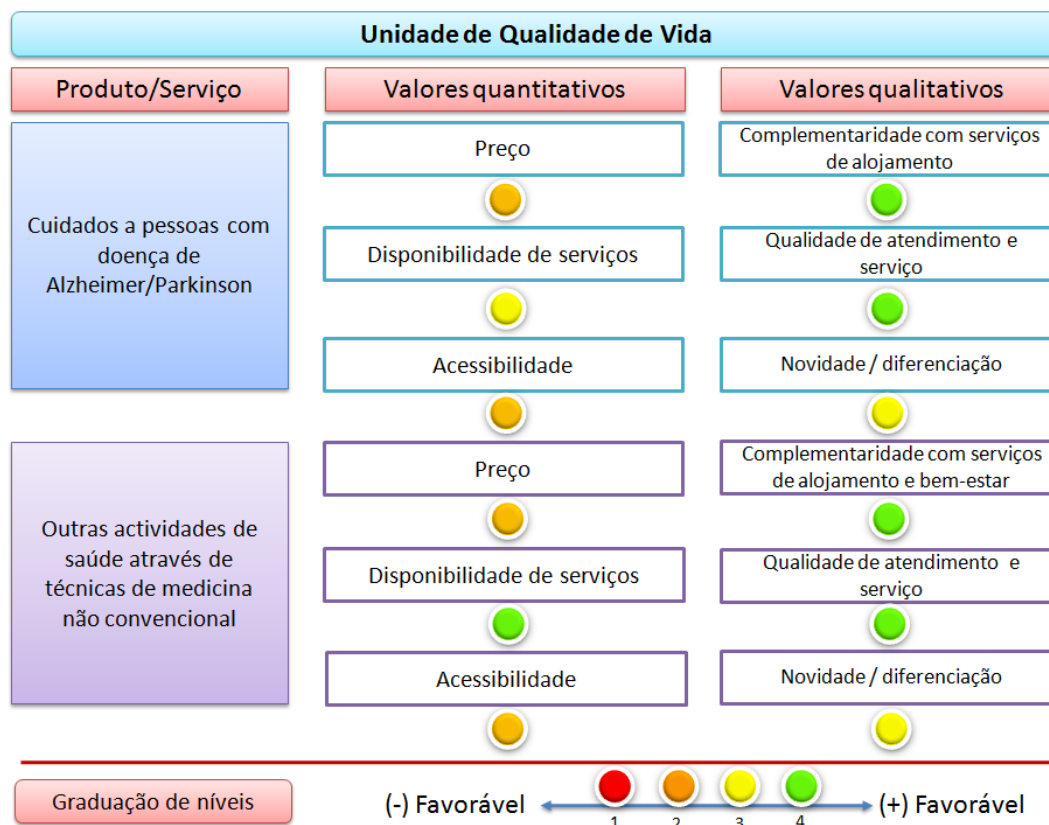 Unidade de Qualidade de Vida
Produto/Serviço
Valores quantitativos
Valores qualitativos
Cuidados a pessoas com
doença de
Alzheimer/Parkinson
Preço
Complementaridade com serviços
de alojamento
Disponibilidade de serviços
Qualidade de atendimento e
serviço
Acessibilidade
Novidade / diferenciação
Outras actividades de
saúde através de
técnicas de medicina
não convencional
Preço
Complementaridade com serviços
de alojamento e bem-estar
Disponibilidade de serviços
Qualidade de atendimento e
serviço
Acessibilidade
Novidade / diferenciação
Graduação de níveis
(-) Favorável
1 2 3 4
(+) Favorável